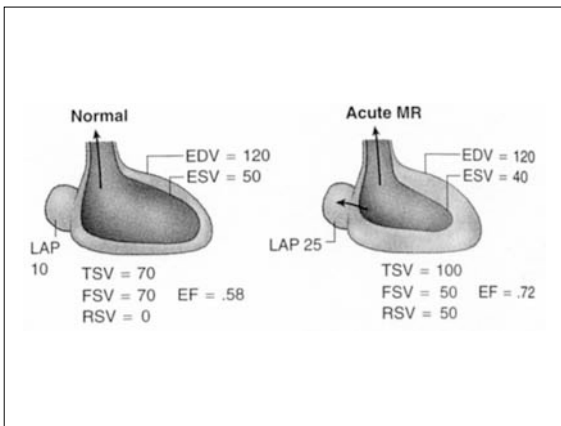 Normal
EDV = 120
ESV = 50
LAP
10
TSV = 70
FSV = 70 EF = .58
RSV = 0
Acute MR
EDV = 120
ESV = 40
LAP 25
TSV = 100
FSV = 50 EF = .72
RSV = 50